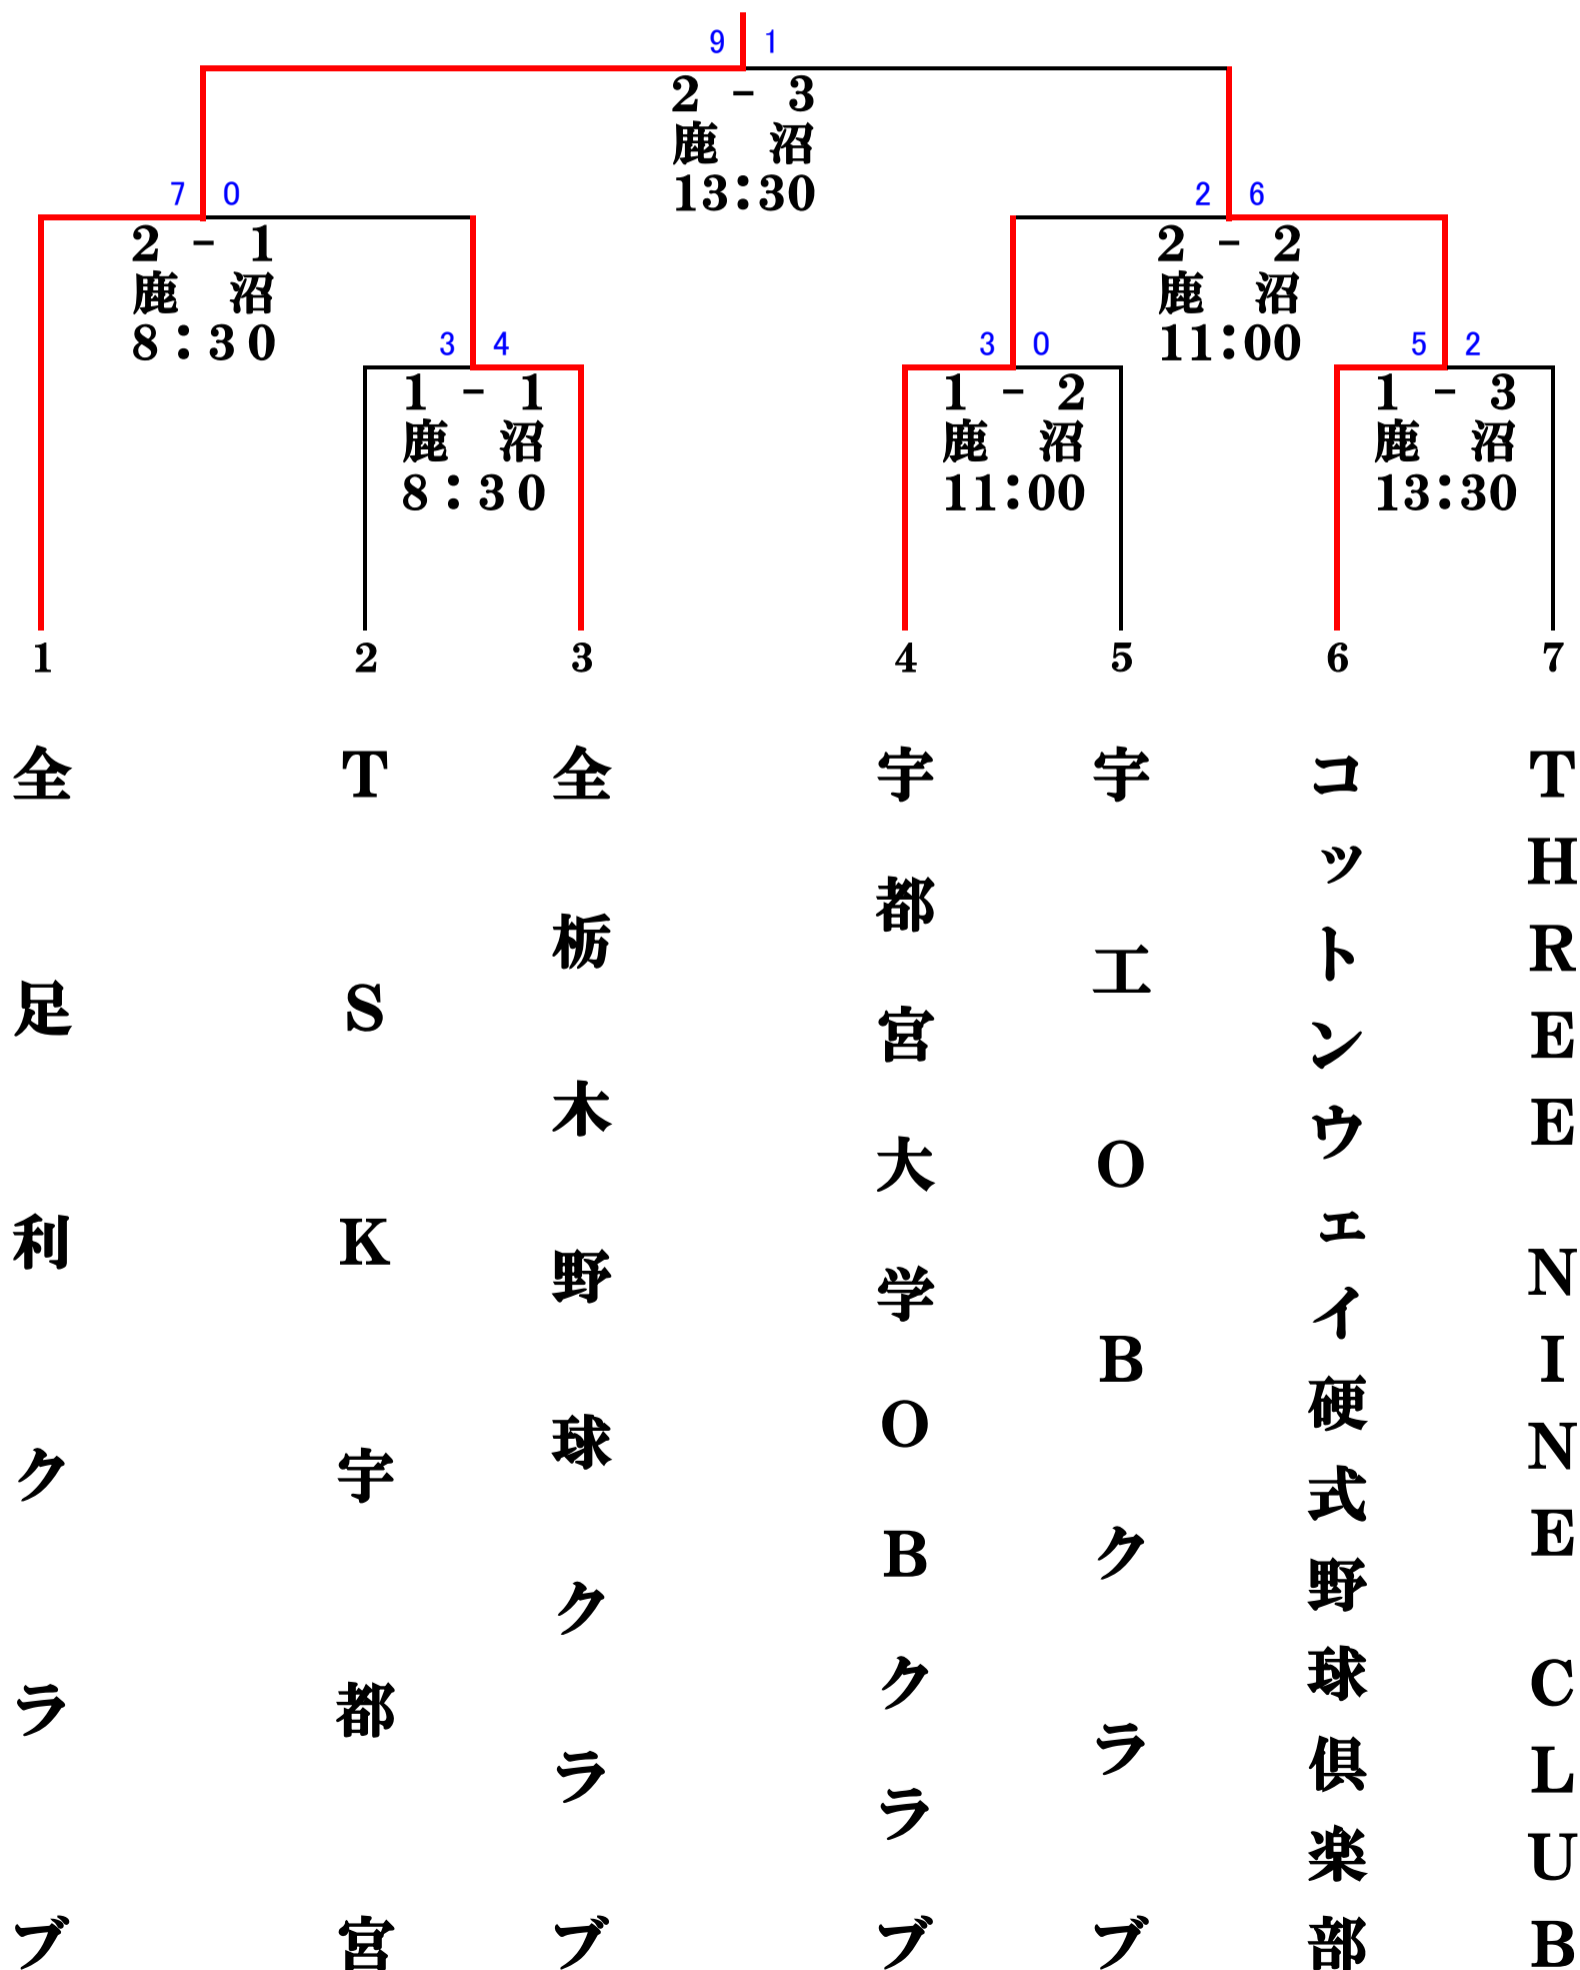 9 1
2 - 3
鹿 沼
13:30
7 0
2 - 1
鹿 沼
8:30
2 6
2 - 2
鹿 沼
11:00
3 4
1 - 1
鹿 沼
8:30
3 0
1 - 2
鹿 沼
11:00
5 2
1 - 3
鹿 沼
13:30
1
全足利クラブ
2
TSK宇都宮
3
全栃木野球クラブ
4
宇都宮大学OBクラブ
5
宇工OBクラブ
6
コットンウェイ硬式野球倶楽部
7
THREE NINE CLUB